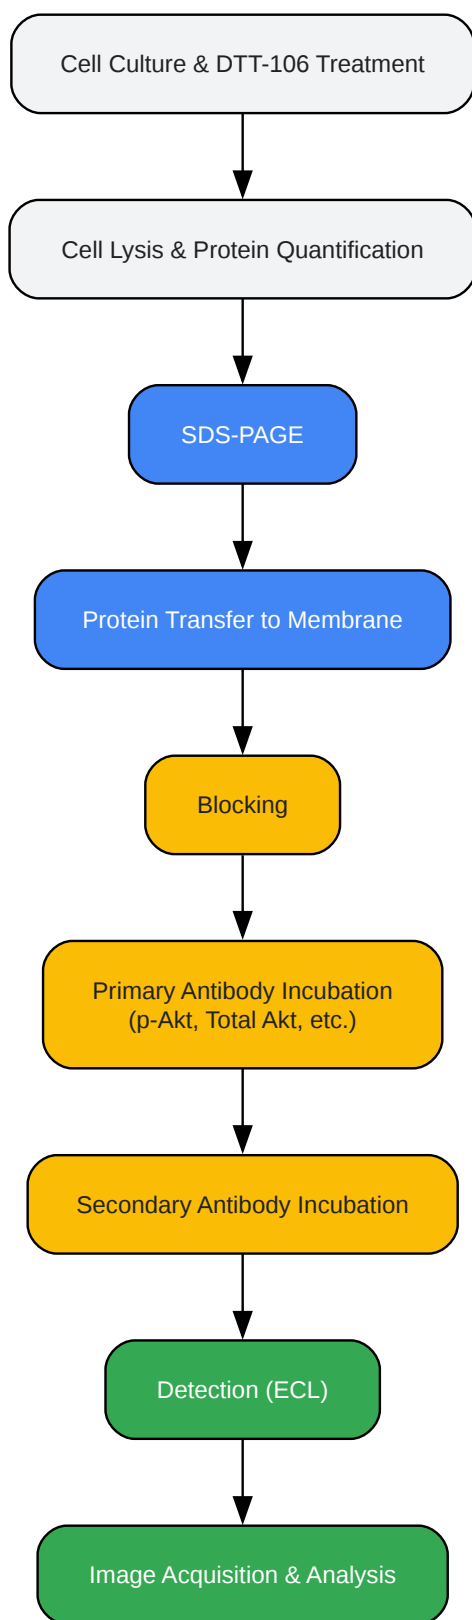 Cell Culture & DTT-106 Treatment
Cell Lysis & Protein Quantification
SDS-PAGE
Protein Transfer to Membrane
Blocking
Primary Antibody Incubation
(p-Akt, Total Akt, etc.)
Secondary Antibody Incubation
Detection (ECL)
Image Acquisition & Analysis